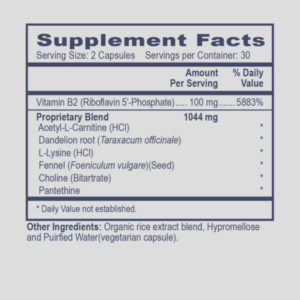 Supplement Facts
Serving Size: 2 Capsules Servings per Container: 30
Amount Per Serving % Daily Value
Vitamin B2 (Riboflavin 5'-Phosphate)..... 100 mg....... 5883%
Proprietary Blend 1044 mg
Acetyl-L-Carnitine (HCl) *
Dandelion root (Taraxacum officinale) *
L-Lysine (HCl) *
Fennel (Foeniculum vulgare)(Seed) *
Choline (Bitartrate) *
Pantethine *
* Daily Value not established.
Other Ingredients: Organic rice extract blend, Hypromellose
and Puirfied Water(vegetarian capsule).